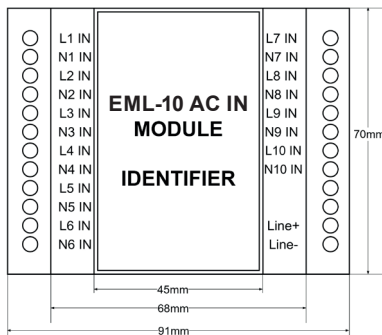 L1 IN
N1 IN
L2 IN
N2 IN
L3 IN
N3 IN
L4 IN
N4 IN
L5 IN
N5 IN
L6 IN
N6 IN
EML-10 AC IN
MODULE
IDENTIFIER
L7 IN
N7 IN
L8 IN
N8 IN
L9 IN
N9 IN
L10 IN
N10 IN
Line+
Line-
70mm
45mm
68mm
91mm